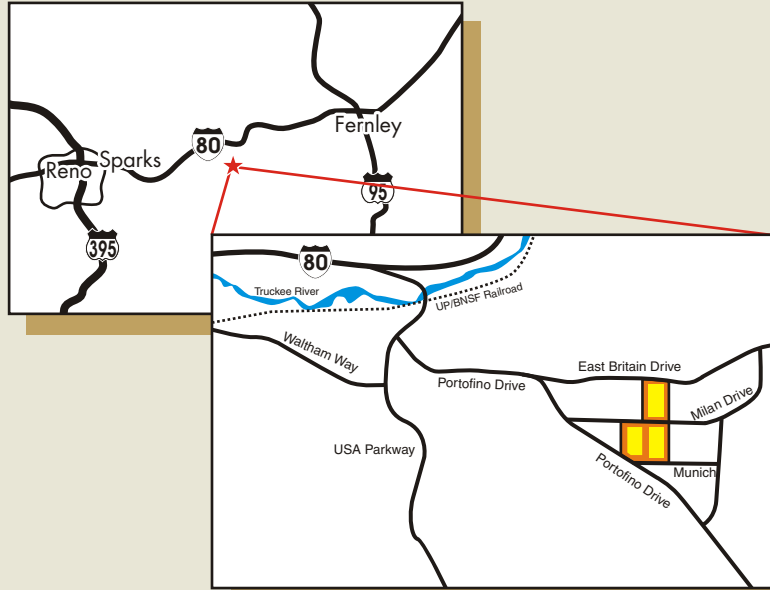 Fernley
80
Sparks
Reno
95
395
80
Truckee River
UP/BNSF Railroad
Waltham Way
East Britain Drive
Portofino Drive
Milan Drive
USA Parkway
Portofino Drive
Munich